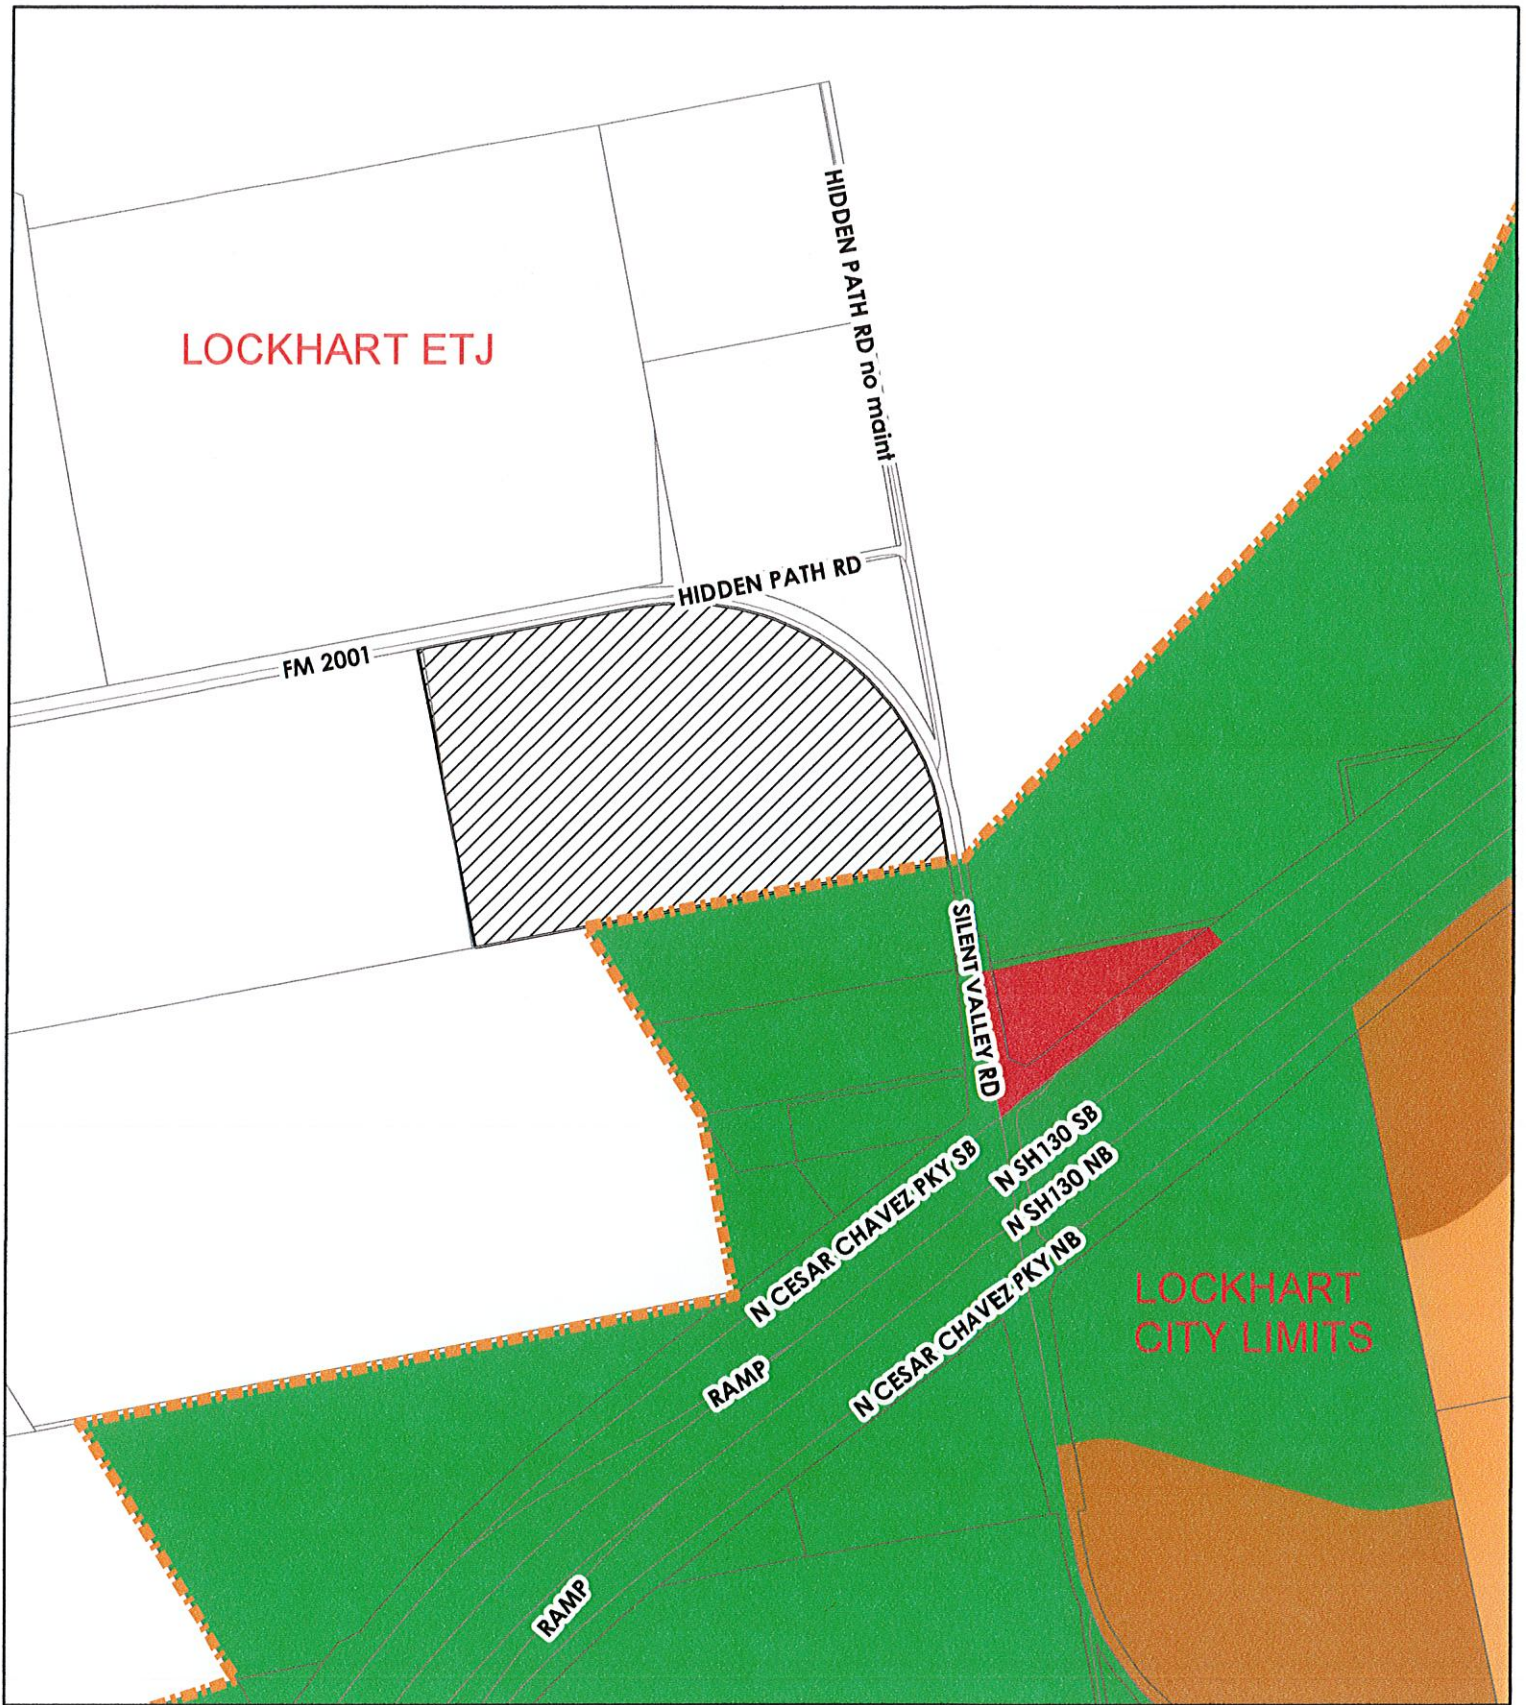 HIDDEN PATH RD no maint
LOCKHART ETJ
HIDDEN PATH RD
FM 2001
SILENT VALLEY RD
N CESAR CHAVEZ PKY SB
N SH130 SB
N SH130 NB
N CESAR CHAVEZ PKY NB
LOCKHART
CITY LIMITS
RAMP
RAMP